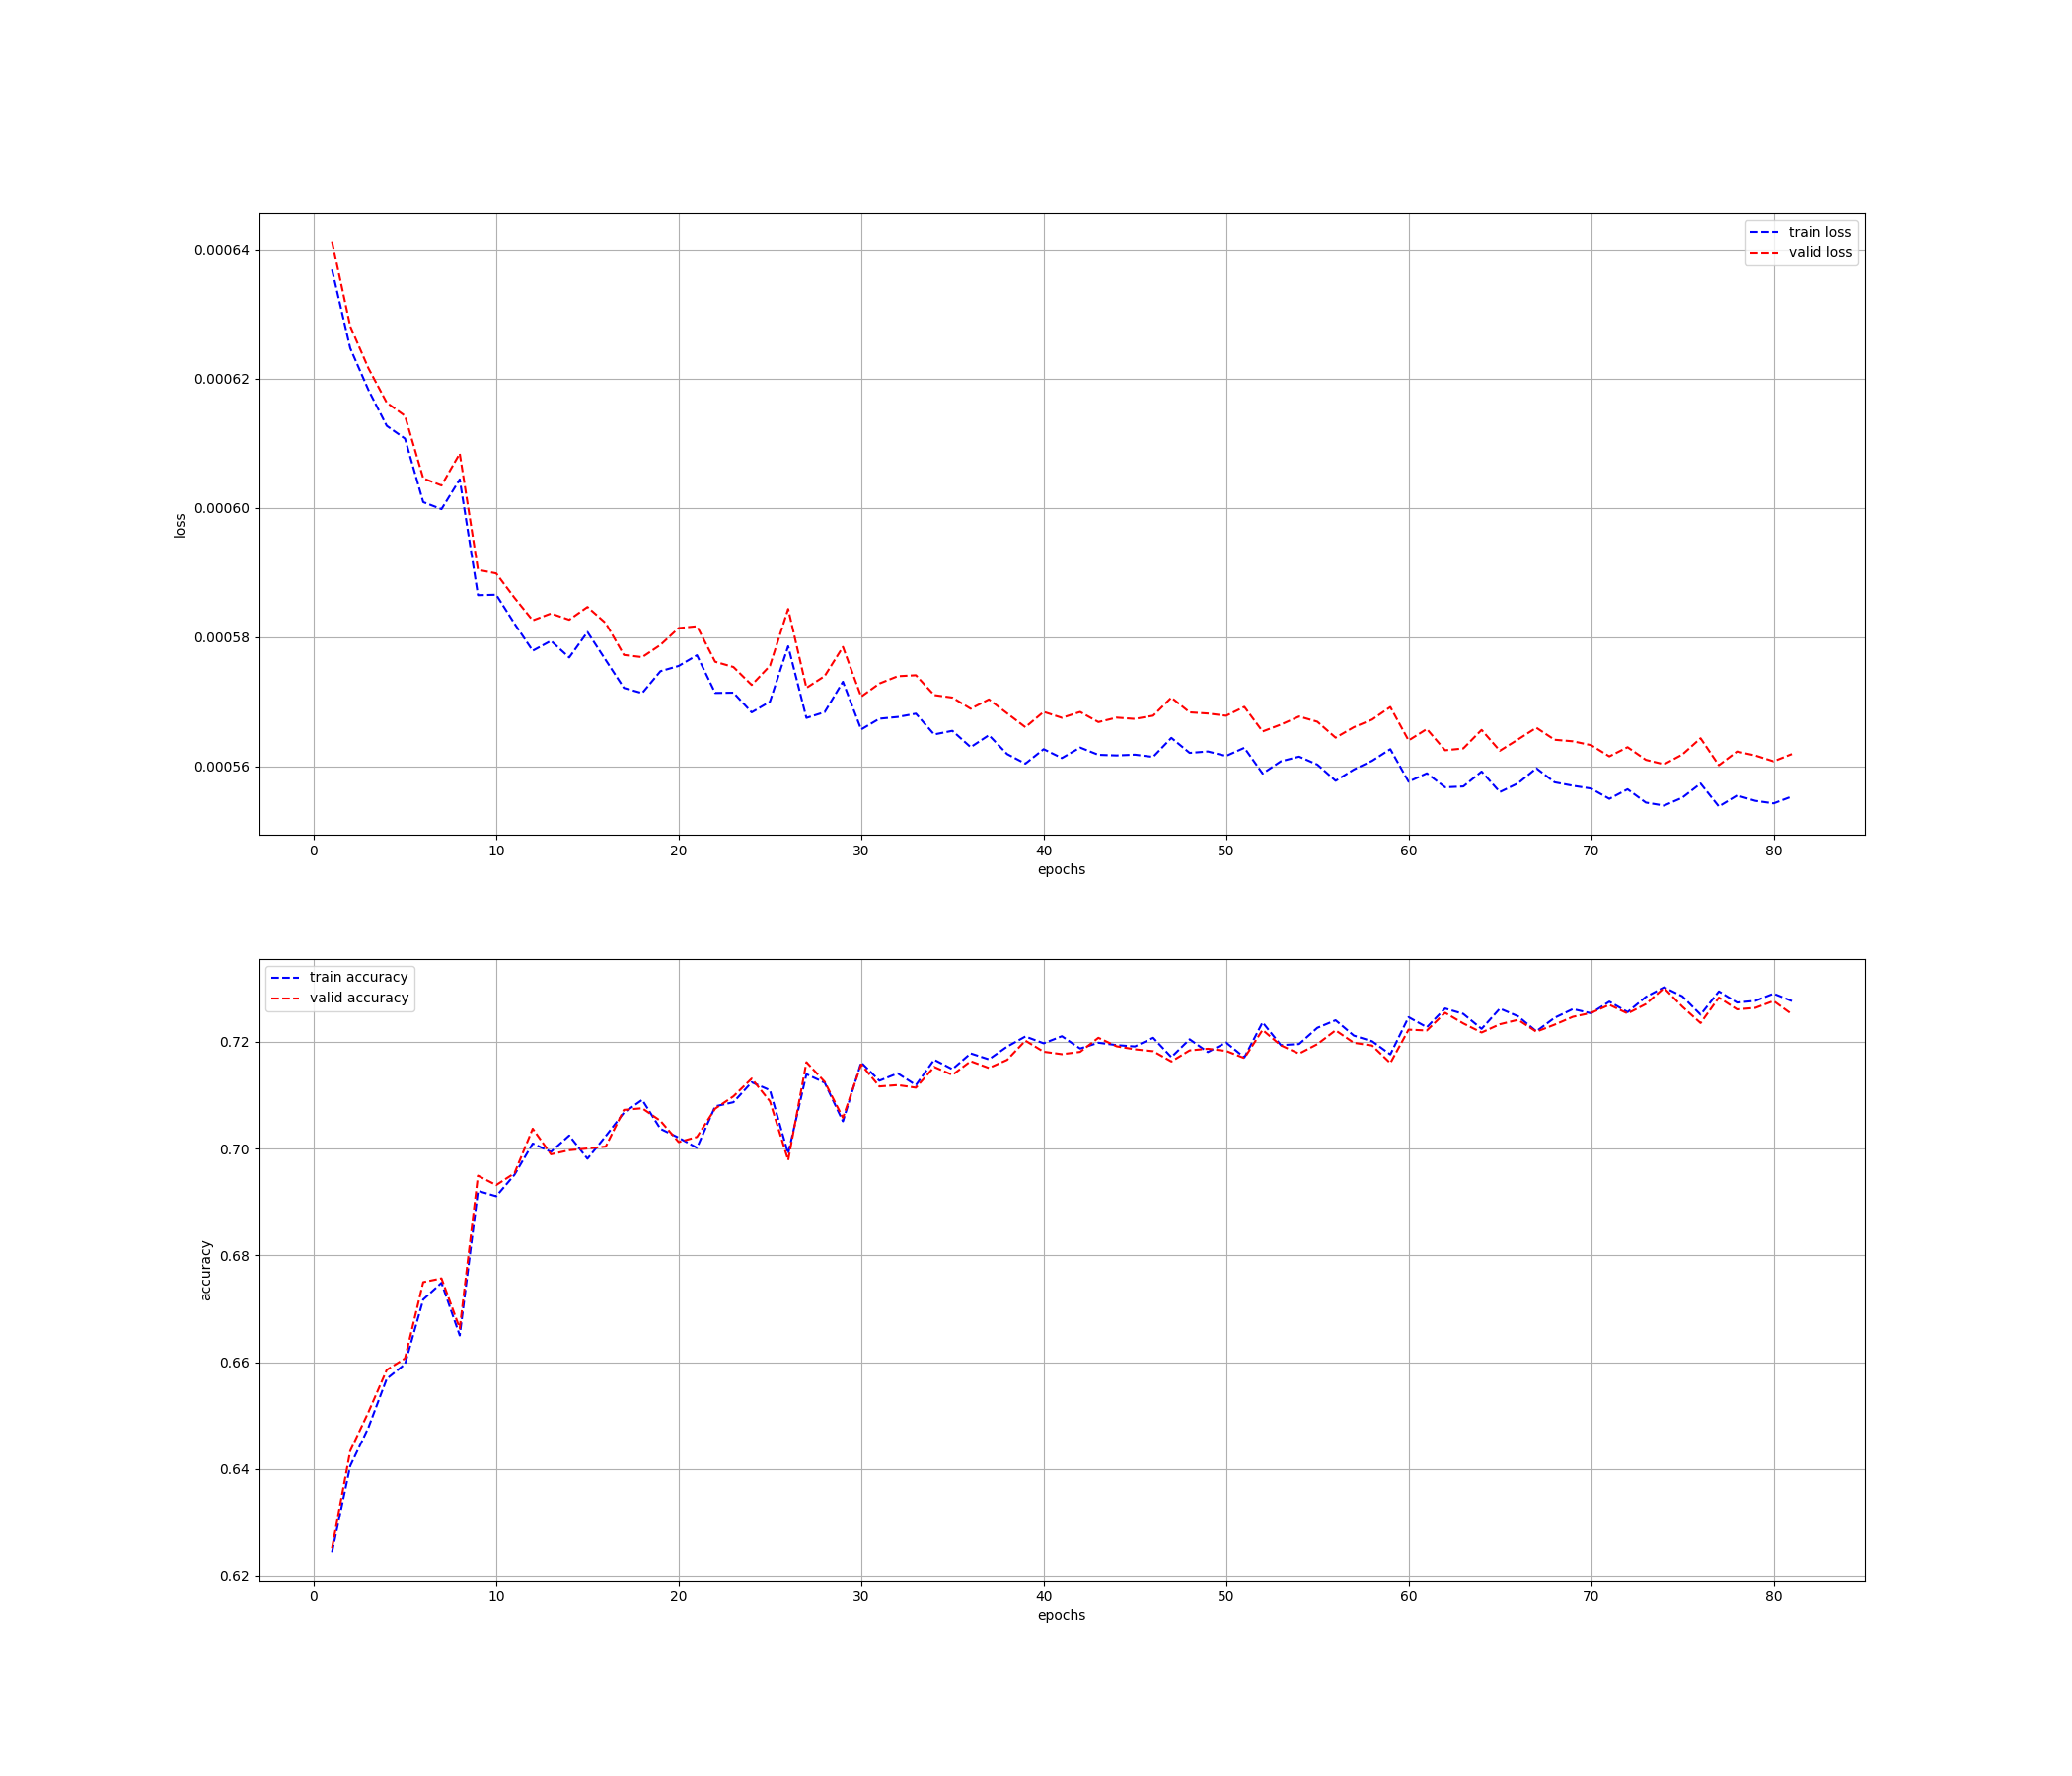 train loss
valid loss
0.00064
0.00062
0.00060
0.00058
0.00056
loss
0 10 20 30 40 50 60 70 80
epochs
train accuracy
valid accuracy
0.72
0.70
0.68
0.66
0.64
0.62
accuracy
0 10 20 30 40 50 60 70 80
epochs